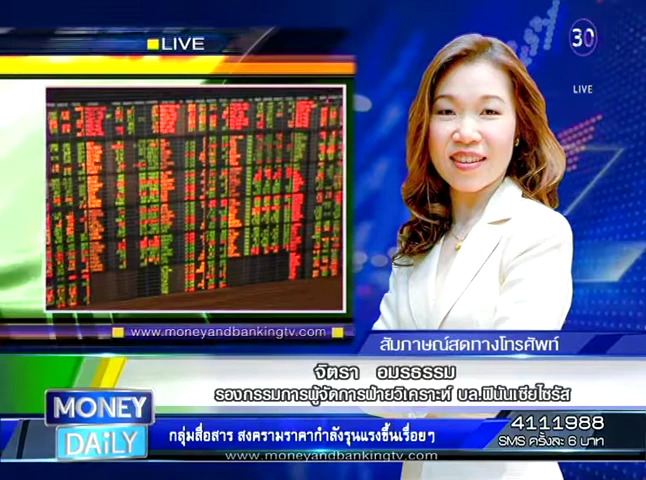 LIVE
30
LIVE
www.moneyandbankingtv.com
สัมภาษณ์สดทางโทรศัพท์
จิตรา อมรธรรม
รองกรรมการผู้จัดการฝ่ายวิเคราะห์ บล.ฟินันเซียไซรัส
MONEY
DAiLY
กลุ่มสื่อสาร สงครามราคากำลังรุนแรงขึ้นเรื่อยๆ
4111988
SMS ครั้งละ 6 บาท
www.moneyandbankingtv.com